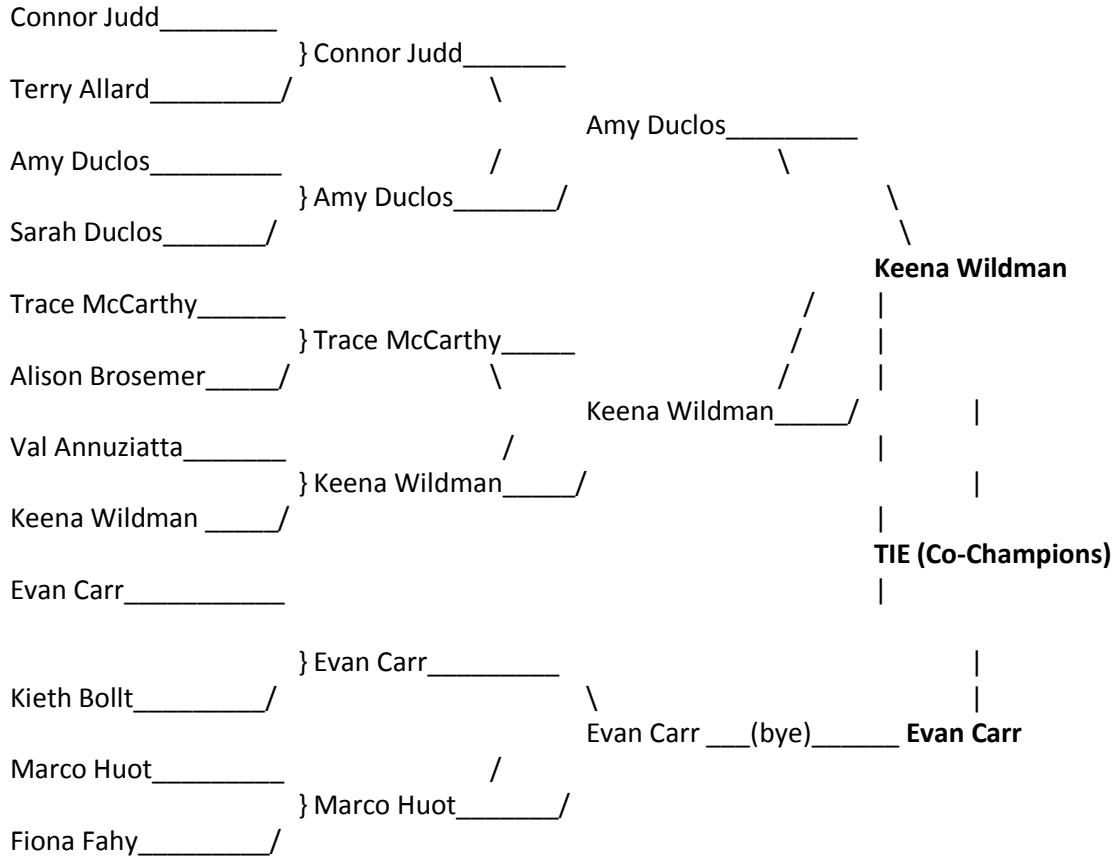 Connor Judd________
} Connor Judd_______
Terry Allard_________/ \
Amy Duclos_________
Amy Duclos_________ / \
} Amy Duclos_______/ \
Sarah Duclos_______/ \
Keena Wildman
Trace McCarthy______ / |
} Trace McCarthy_____ / |
Alison Brosemer_____/ \ / |
Keena Wildman_____/ |
Val Annuziatta_______ / |
} Keena Wildman_____/ |
Keena Wildman _____/ |
TIE (Co-Champions)
Evan Carr___________ |
} Evan Carr_________ |
Kieth Bollt_________/ \ |
Evan Carr ___(bye)______ Evan Carr
Marco Huot_________ /
} Marco Huot_______/
Fiona Fahy_________/